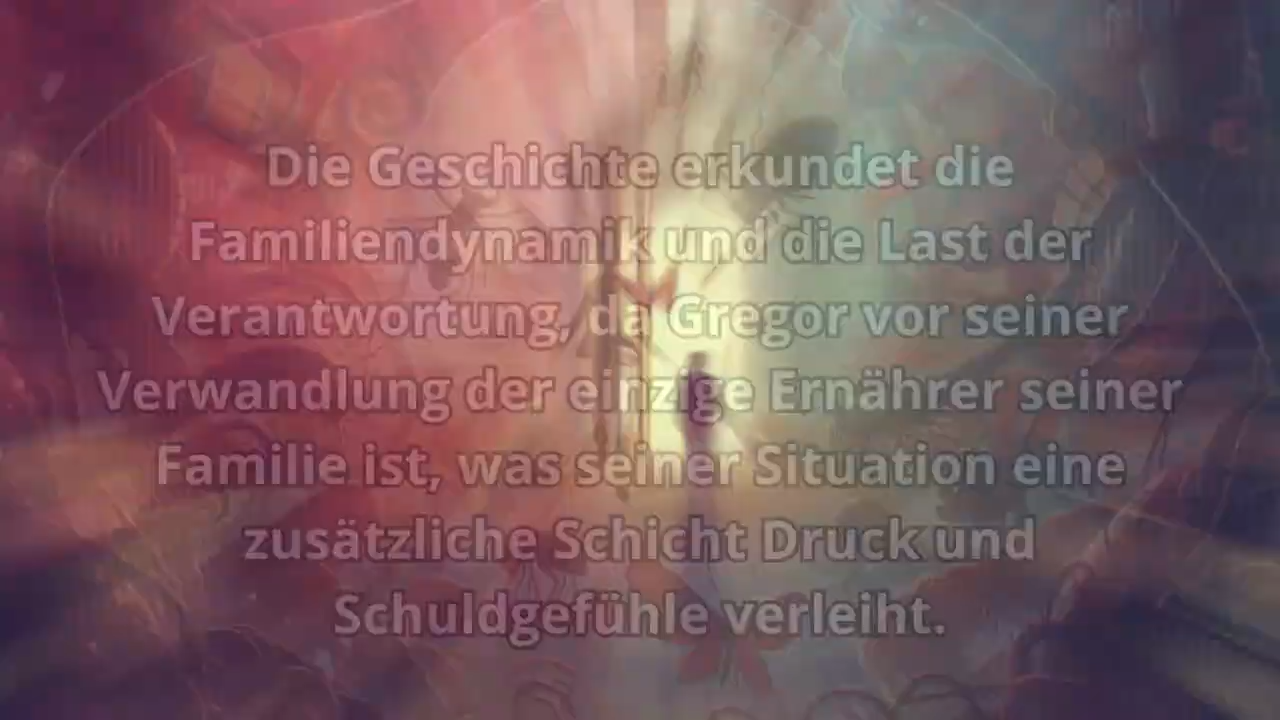 Die Geschichte erkundet die
Familiendynamik und die Last der
Verantwortung, da Gregor vor seiner
Verwandlung der einzige Ernährer seiner
Familie ist, was seiner Situation eine
zusätzliche Schicht Druck und
Schuldgefühle verleiht.